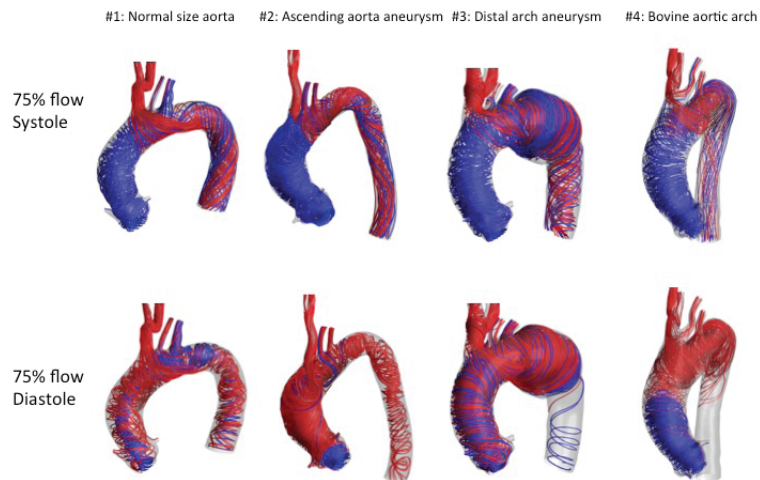 #1: Normal size aorta #2: Ascending aorta aneurysm #3: Distal arch aneurysm #4: Bovine aortic arch
75% flow
Systole
75% flow
Diastole